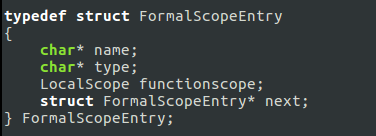 typedef struct FormalScopeEntry
{
    char* name;
    char* type;
    LocalScope functionscope;
    struct FormalScopeEntry* next;
} FormalScopeEntry;